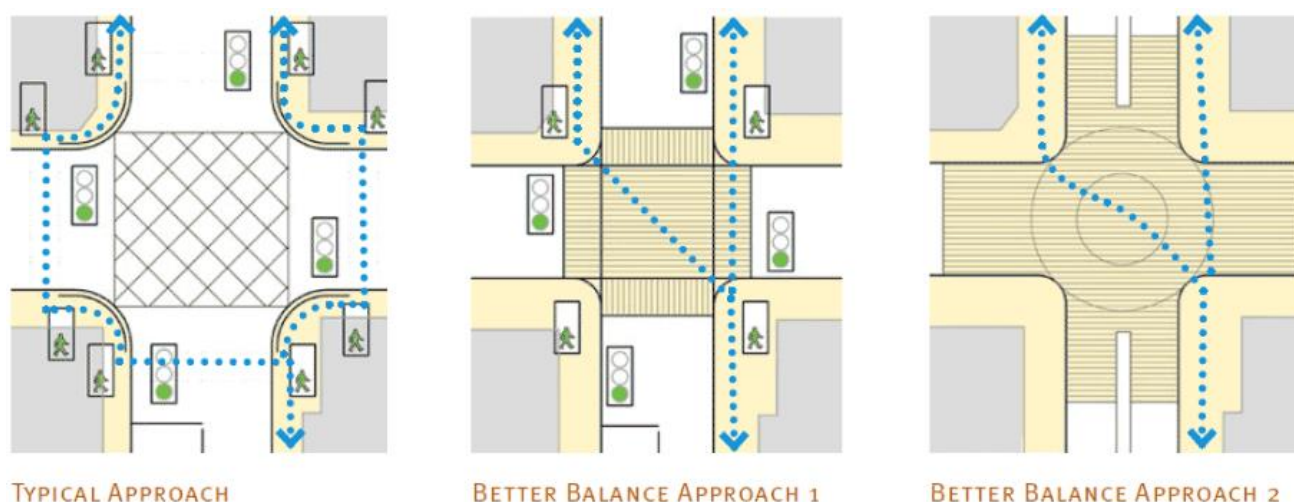 TYPICAL APPROACH
BETTER BALANCE APPROACH 1
BETTER BALANCE APPROACH 2